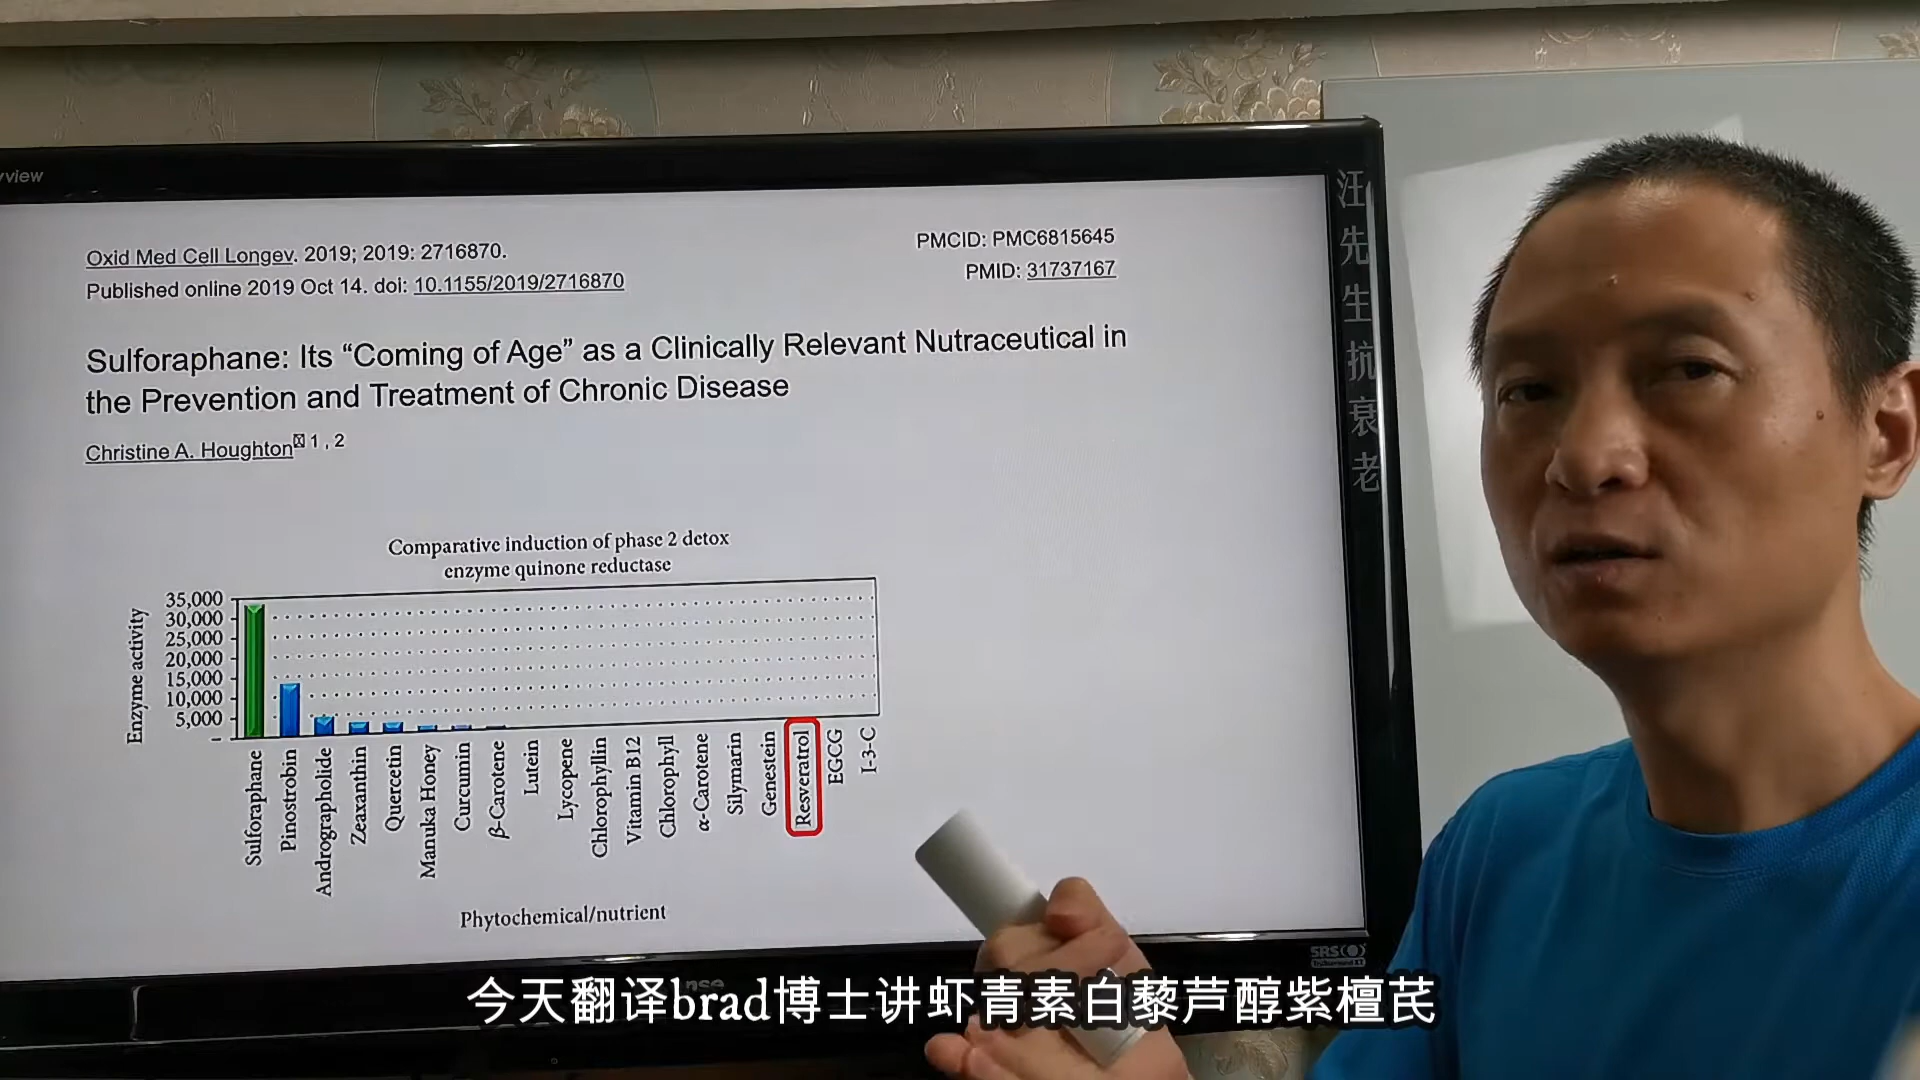 view
Oxid Med Cell Longev. 2019; 2019: 2716870.
Published online 2019 Oct 14. doi: 10.1155/2019/2716870
PMCID: PMC6815645
PMID: 31737167
Sulforaphane: Its “Coming of Age” as a Clinically Relevant Nutraceutical in
the Prevention and Treatment of Chronic Disease
Christine A. Houghton 1 , 2
Comparative induction of phase 2 detox
enzyme quinone reductase
Enzyme activity
35,000
30,000
25,000
20,000
15,000
10,000
5,000
-
Sulforaphane
Pinostrobin
Andrographolide
Zeaxanthin
Quercetin
Manuka Honey
Curcumin
β-Carotene
Lutein
Lycopene
Chlorophyllin
Vitamin B12
Chlorophyll
α-Carotene
Silymarin
Genestein
Resveratrol
EGCG
I-3-C
Phytochemical/nutrient
汪先生抗衰老
SRS
今天翻译brad博士讲虾青素白藜芦醇紫檀芪